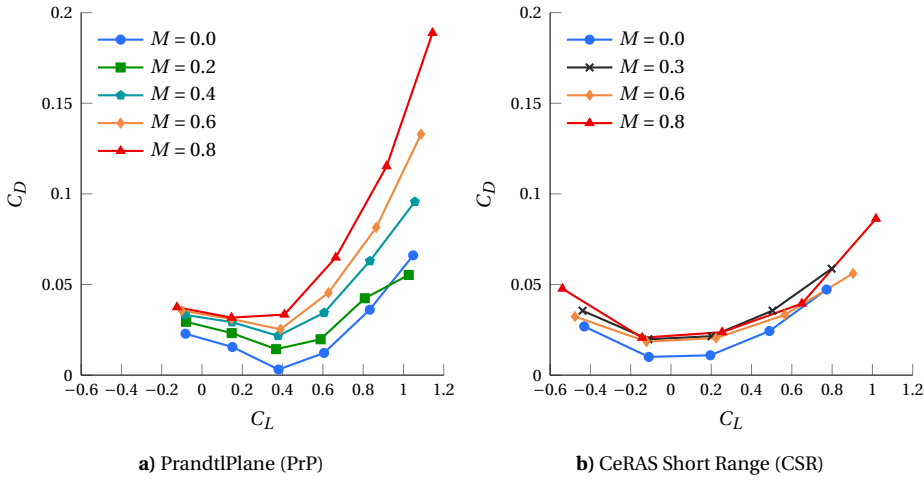 0.2
0.15
0.1
0.05
0
C_D
M = 0.0
M = 0.2
M = 0.4
M = 0.6
M = 0.8
−0.6 −0.4 −0.2 0 0.2 0.4 0.6 0.8 1 1.2
C_L
a) PrandtlPlane (PrP)
0.2
0.15
0.1
0.05
0
C_D
M = 0.0
M = 0.3
M = 0.6
M = 0.8
−0.6 −0.4 −0.2 0 0.2 0.4 0.6 0.8 1 1.2
C_L
b) CeRAS Short Range (CSR)